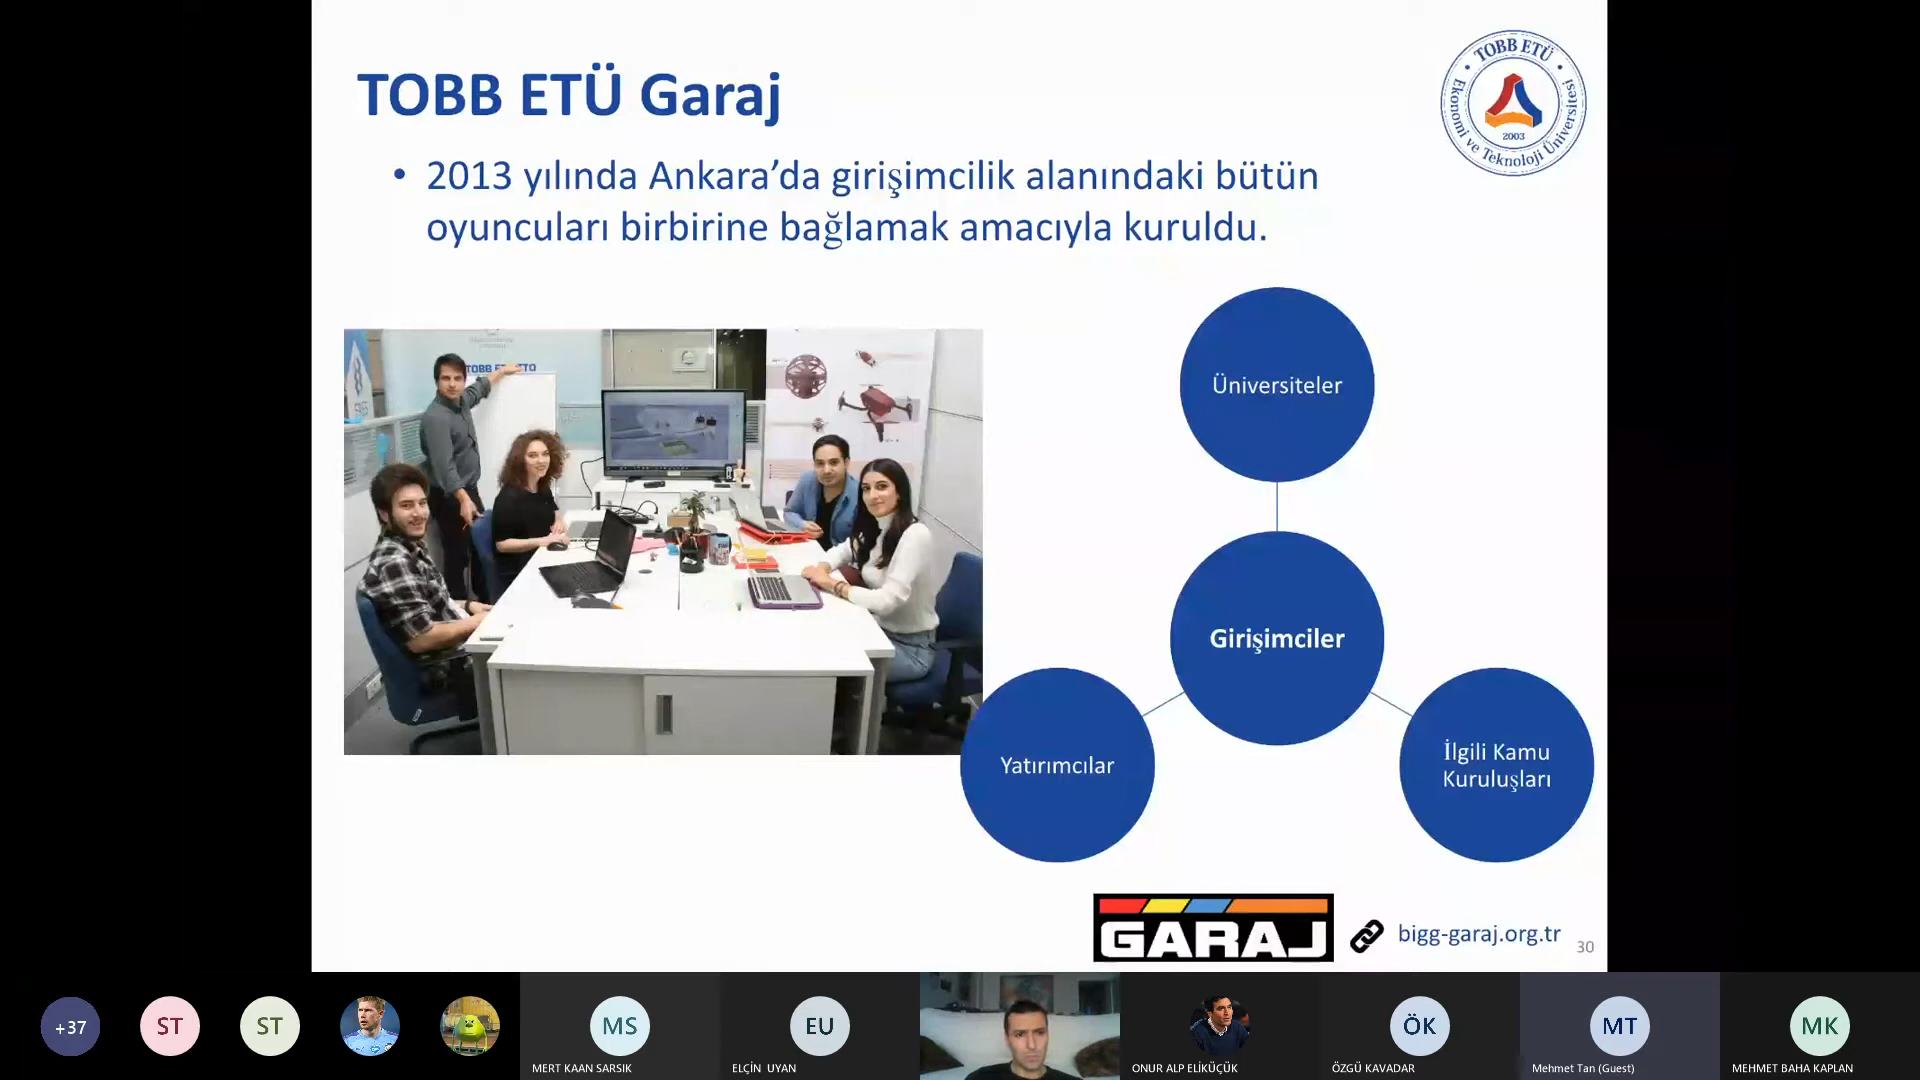 TOBB ETÜ Garaj
• 2013 yılında Ankara’da girişimcilik alanındaki bütün
oyuncuları birbirine bağlamak amacıyla kuruldu.
TOBB ETÜ
Ekonomi ve Teknoloji Üniversitesi
2003
Üniversiteler
Girişimciler
Yatırımcılar
İlgili Kamu
Kuruluşları
GARAJ
bigg-garaj.org.tr
30
+37
ST
ST
MS
MERT KAAN SARSIK
EU
ELÇİN UYAN
ONUR ALP ELİKÜÇÜK
ÖK
ÖZGÜ KAVADAR
MT
Mehmet Tan (Guest)
MK
MEHMET BAHA KAPLAN